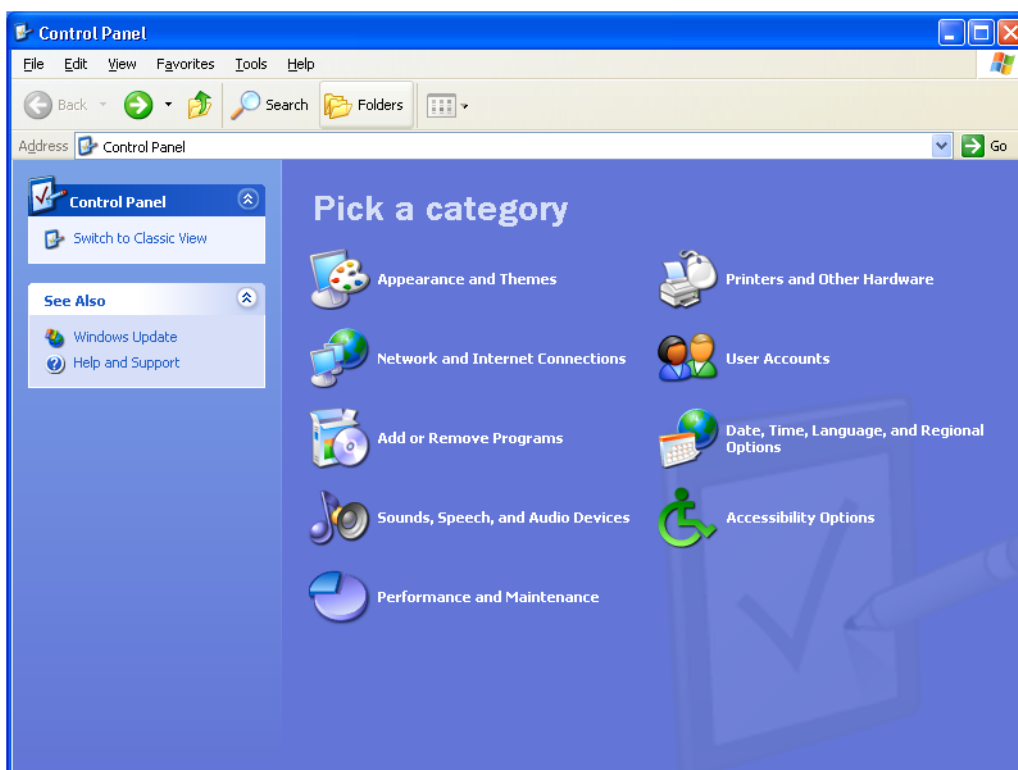 Control Panel
File Edit View Favorites Tools Help
Back Search Folders
Address Control Panel Go
Control Panel
Switch to Classic View
See Also
Windows Update
Help and Support
Pick a category
Appearance and Themes
Printers and Other Hardware
Network and Internet Connections
User Accounts
Add or Remove Programs
Date, Time, Language, and Regional
Options
Sounds, Speech, and Audio Devices
Accessibility Options
Performance and Maintenance